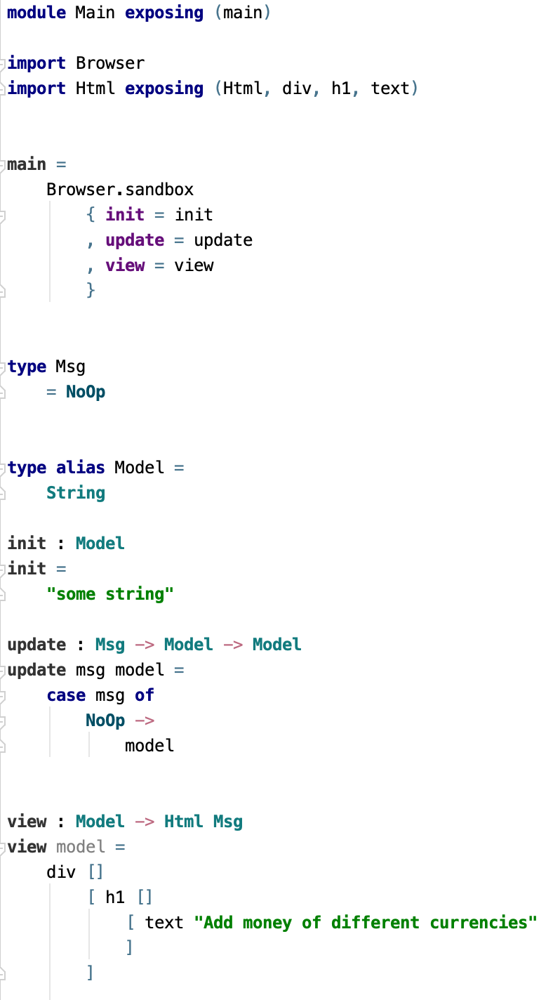 module Main exposing (main)

import Browser
import Html exposing (Html, div, h1, text)


main =
    Browser.sandbox
        { init = init
        , update = update
        , view = view
        }


type Msg
    = NoOp


type alias Model =
    String

init : Model
init =
    "some string"

update : Msg -> Model -> Model
update msg model =
    case msg of
        NoOp ->
            model


view : Model -> Html Msg
view model =
    div []
        [ h1 []
            [ text "Add money of different currencies"
            ]
        ]